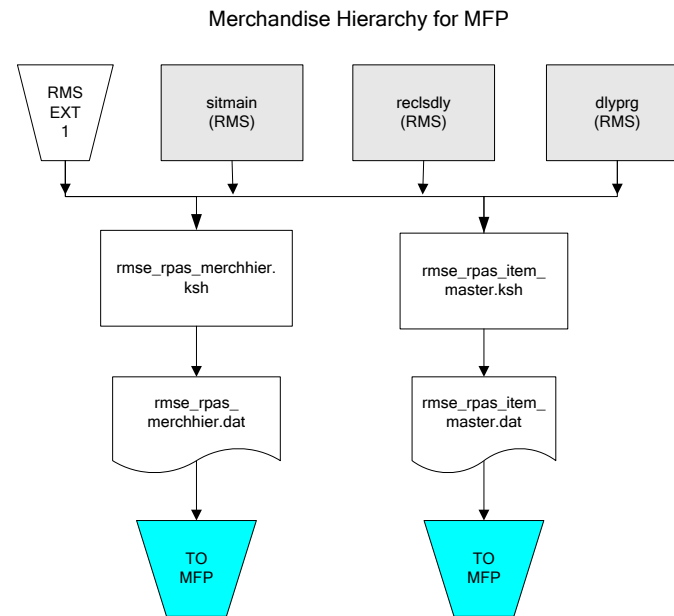 Merchandise Hierarchy for MFP
RMS
EXT
1
sitmain
(RMS)
reclsdly
(RMS)
dlyprg
(RMS)
rmse_rpas_merchhier.
ksh
rmse_rpas_item_
master.ksh
rmse_rpas_
merchhier.dat
rmse_rpas_item_
master.dat
TO
MFP
TO
MFP